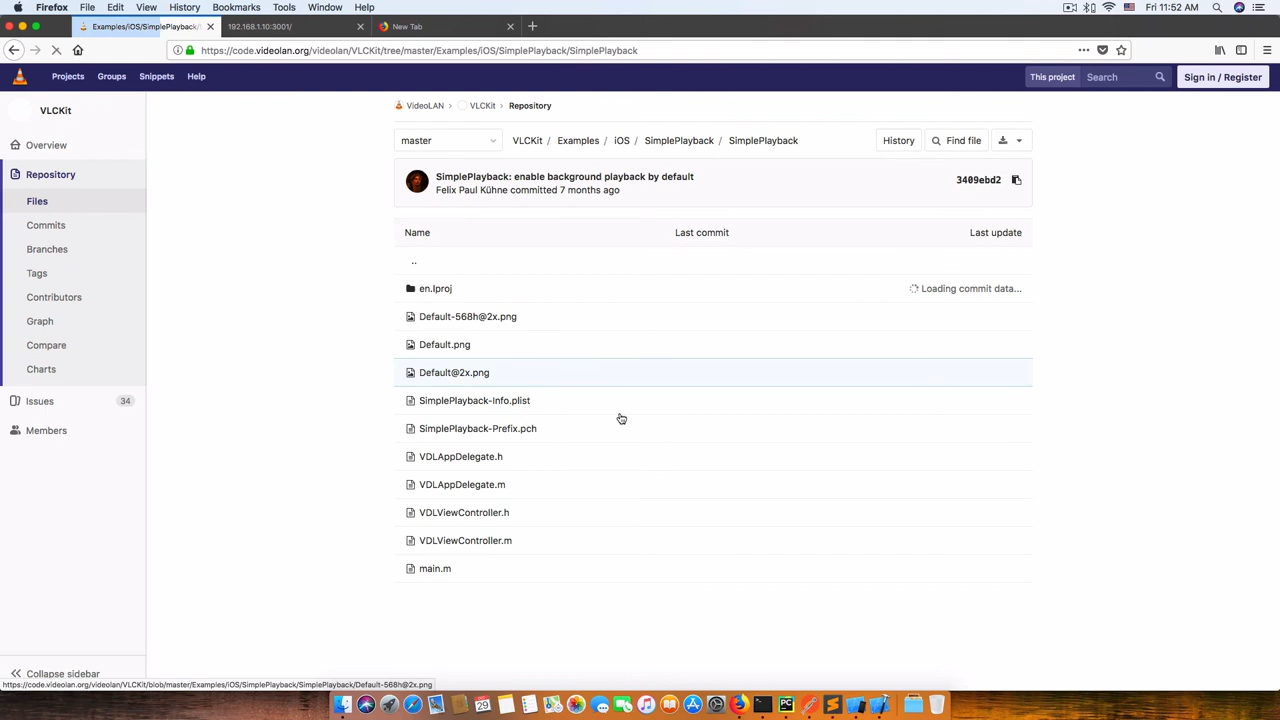 Firefox File Edit View History Bookmarks Tools Window Help Fri 11:52 AM
Examples/iOS/SimplePlayback/S 192.168.1.10:3001/ New Tab
https://code.videolan.org/videolan/VLCKit/tree/master/Examples/iOS/SimplePlayback/SimplePlayback
Projects Groups Snippets Help This project Search Sign in / Register
VLCKit
Overview
Repository
Files
Commits
Branches
Tags
Contributors
Graph
Compare
Charts
Issues 34
Members
Collapse sidebar
VideoLAN > VLCKit > Repository
master VLCKit / Examples / iOS / SimplePlayback / SimplePlayback History Find file
SimplePlayback: enable background playback by default
Felix Paul Kühne committed 7 months ago
3409ebd2
Name Last commit Last update
..
en.lproj Loading commit data...
Default-568h@2x.png
Default.png
Default@2x.png
SimplePlayback-Info.plist
SimplePlayback-Prefix.pch
VDLAppDelegate.h
VDLAppDelegate.m
VDLViewController.h
VDLViewController.m
main.m
https://code.videolan.org/videolan/VLCKit/blob/master/Examples/iOS/SimplePlayback/SimplePlayback/Default-568h@2x.png
29
PC